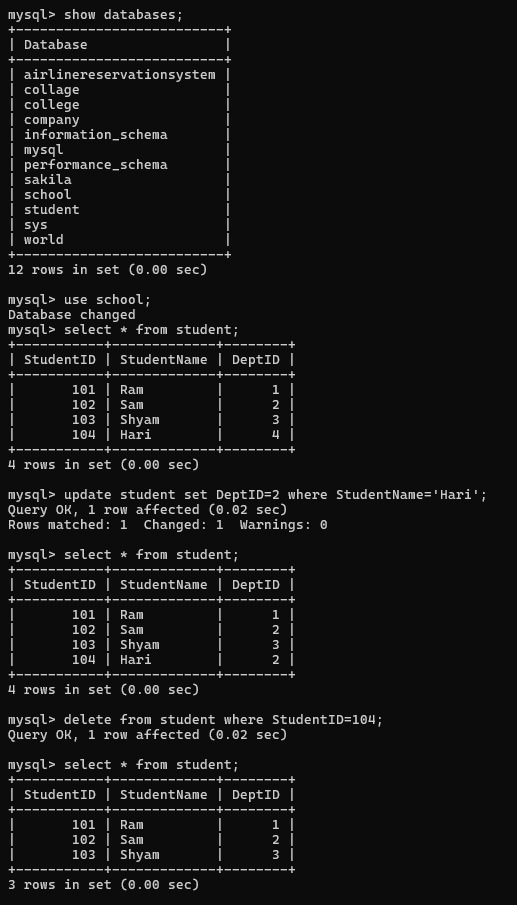 mysql> show databases;
+--------------------------+
| Database                 |
+--------------------------+
| airlinereservationsystem |
| collage                  |
| college                  |
| company                  |
| information_schema       |
| mysql                    |
| performance_schema       |
| sakila                   |
| school                   |
| student                  |
| sys                      |
| world                    |
+--------------------------+
12 rows in set (0.00 sec)

mysql> use school;
Database changed
mysql> select * from student;
+-----------+-------------+--------+
| StudentID | StudentName | DeptID |
+-----------+-------------+--------+
|       101 | Ram         |      1 |
|       102 | Sam         |      2 |
|       103 | Shyam       |      3 |
|       104 | Hari        |      4 |
+-----------+-------------+--------+
4 rows in set (0.00 sec)

mysql> update student set DeptID=2 where StudentName='Hari';
Query OK, 1 row affected (0.02 sec)
Rows matched: 1  Changed: 1  Warnings: 0

mysql> select * from student;
+-----------+-------------+--------+
| StudentID | StudentName | DeptID |
+-----------+-------------+--------+
|       101 | Ram         |      1 |
|       102 | Sam         |      2 |
|       103 | Shyam       |      3 |
|       104 | Hari        |      2 |
+-----------+-------------+--------+
4 rows in set (0.00 sec)

mysql> delete from student where StudentID=104;
Query OK, 1 row affected (0.02 sec)

mysql> select * from student;
+-----------+-------------+--------+
| StudentID | StudentName | DeptID |
+-----------+-------------+--------+
|       101 | Ram         |      1 |
|       102 | Sam         |      2 |
|       103 | Shyam       |      3 |
+-----------+-------------+--------+
3 rows in set (0.00 sec)